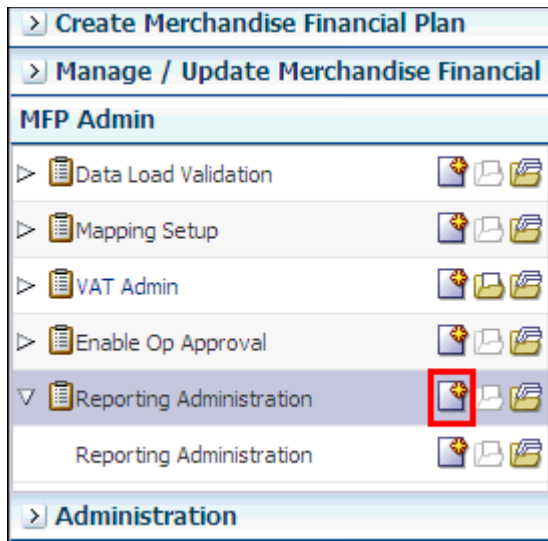 Create Merchandise Financial Plan
Manage / Update Merchandise Financial
MFP Admin
Data Load Validation
Mapping Setup
VAT Admin
Enable Op Approval
Reporting Administration
Reporting Administration
Administration